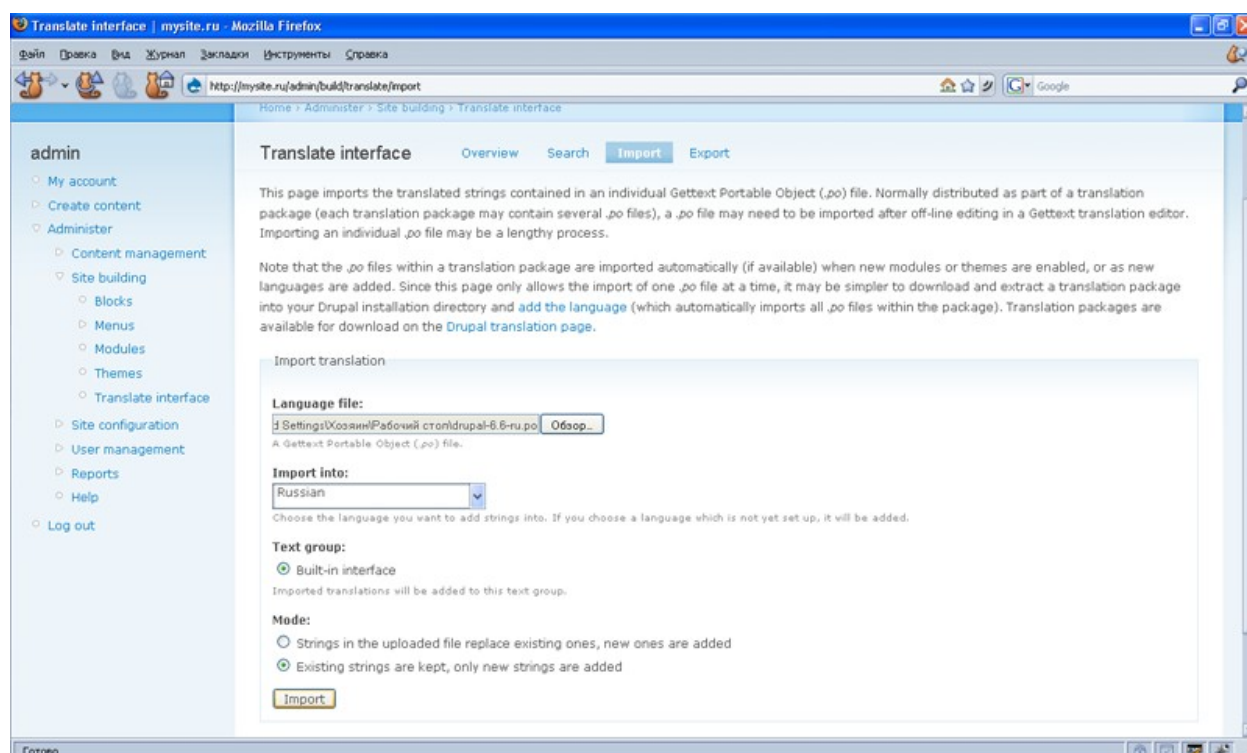 Translate interface | mysite.ru - Mozilla Firefox
Файл Правка Вид Журнал Закладки Инструменты Справка
http://mysite.ru/admin/build/translate/import
Google
Home › Administer › Site building › Translate interface
admin
My account
Create content
Administer
Content management
Site building
Blocks
Menus
Modules
Themes
Translate interface
Site configuration
User management
Reports
Help
Log out
Translate interface Overview Search Import Export
This page imports the translated strings contained in an individual Gettext Portable Object (.po) file. Normally distributed as part of a translation
package (each translation package may contain several .po files), a .po file may need to be imported after off-line editing in a Gettext translation editor.
Importing an individual .po file may be a lengthy process.
Note that the .po files within a translation package are imported automatically (if available) when new modules or themes are enabled, or as new
languages are added. Since this page only allows the import of one .po file at a time, it may be simpler to download and extract a translation package
into your Drupal installation directory and add the language (which automatically imports all .po files within the package). Translation packages are
available for download on the Drupal translation page.
Import translation
Language file:
d Settings\Хозяин\Рабочий стол\drupal-6.6-ru.po Обзор...
A Gettext Portable Object (.po) file.
Import into:
Russian
Choose the language you want to add strings into. If you choose a language which is not yet set up, it will be added.
Text group:
Built-in interface
Imported translations will be added to this text group.
Mode:
Strings in the uploaded file replace existing ones, new ones are added
Existing strings are kept, only new strings are added
Import
Готово